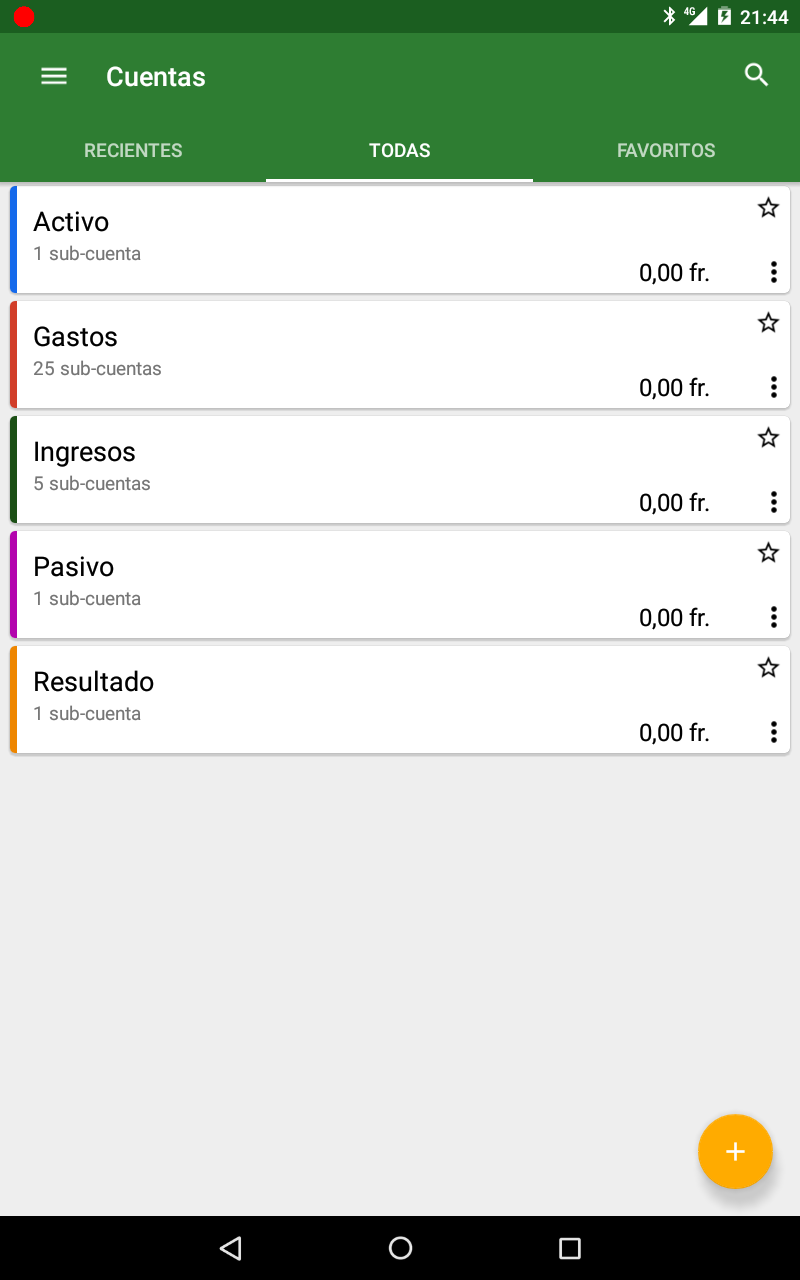 4G 21:44
Cuentas
RECIENTES TODAS FAVORITOS
Activo
1 sub-cuenta
0,00 fr.
Gastos
25 sub-cuentas
0,00 fr.
Ingresos
5 sub-cuentas
0,00 fr.
Pasivo
1 sub-cuenta
0,00 fr.
Resultado
1 sub-cuenta
0,00 fr.